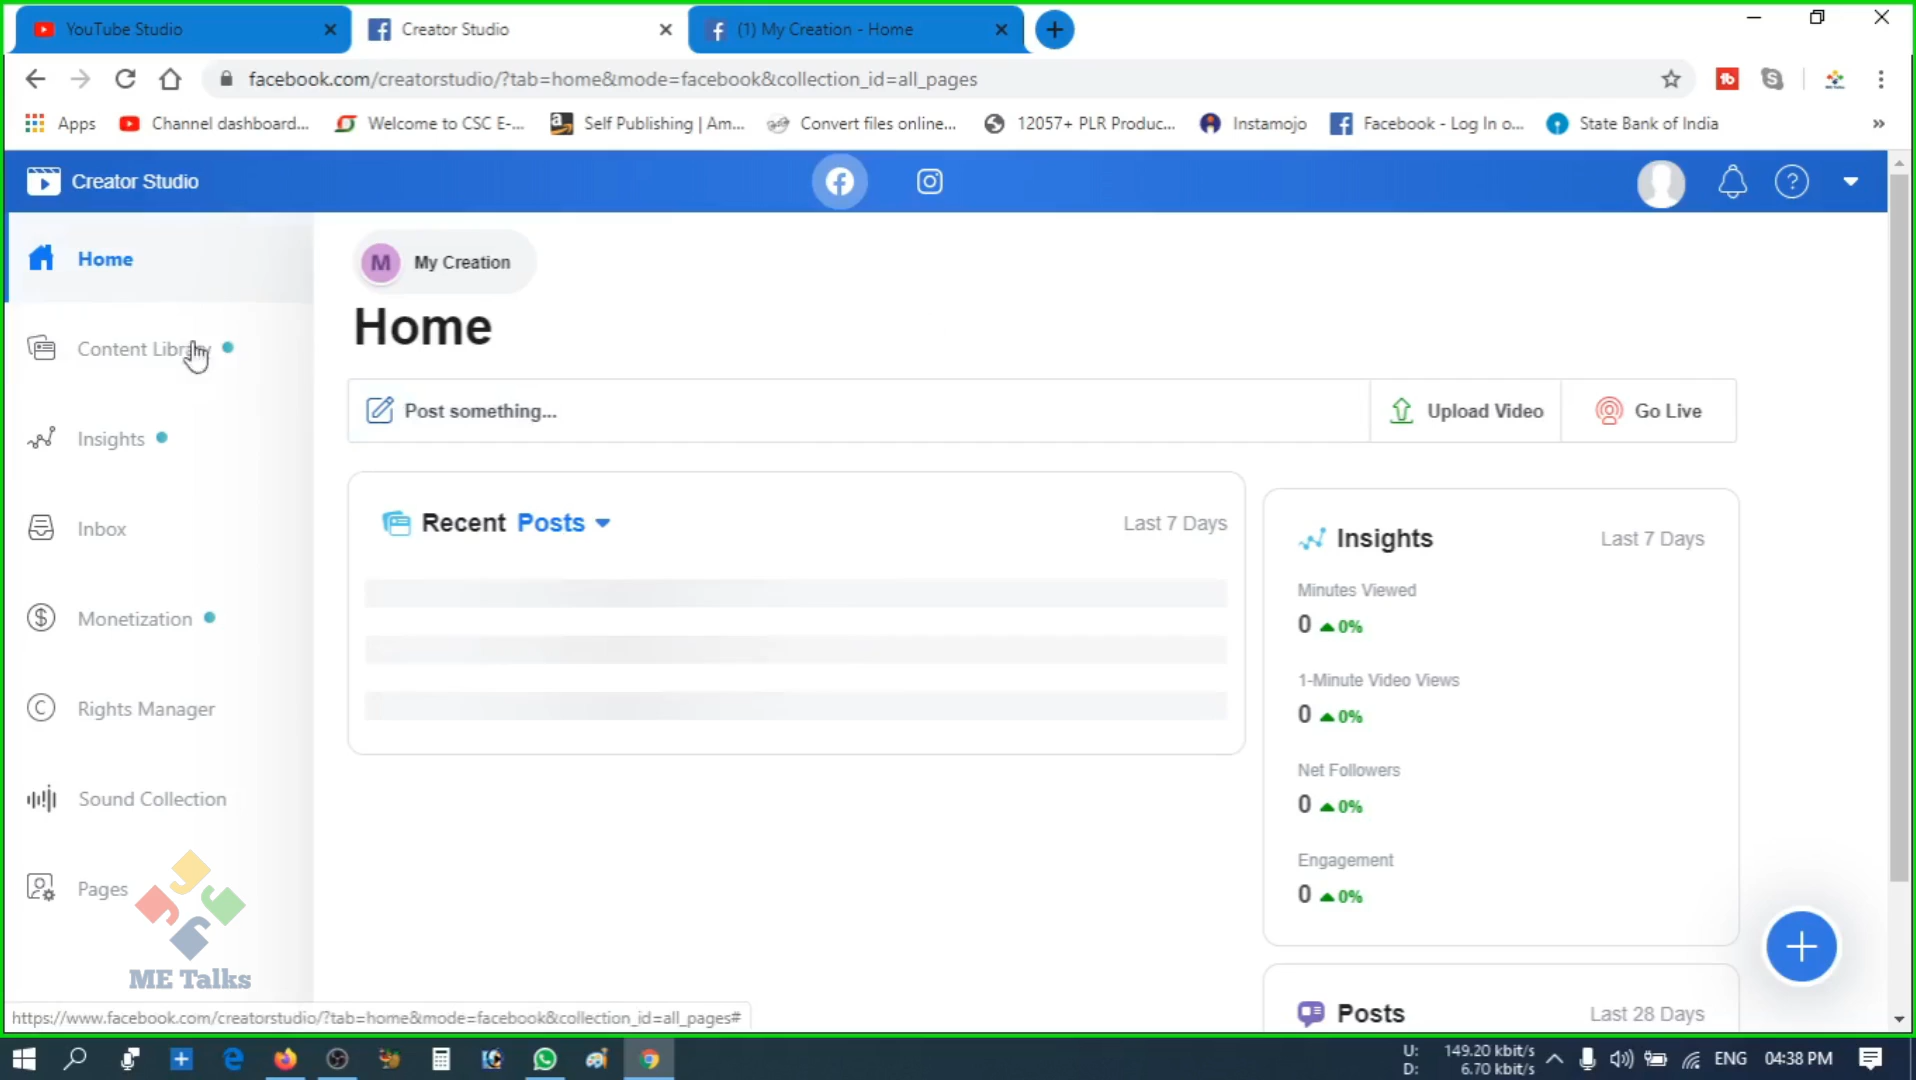 YouTube Studio
Creator Studio
(1) My Creation - Home
facebook.com/creatorstudio/?tab=home&mode=facebook&collection_id=all_pages
Apps
Channel dashboard...
Welcome to CSC E-...
Self Publishing | Am...
Convert files online...
12057+ PLR Produc...
Instamojo
Facebook - Log In o...
State Bank of India
Creator Studio
Home
Content Library
Insights
Inbox
Monetization
Rights Manager
Sound Collection
Pages
ME Talks
M My Creation
Home
Post something...
Upload Video
Go Live
Recent Posts
Last 7 Days
Insights
Last 7 Days
Minutes Viewed
0 0%
1-Minute Video Views
0 0%
Net Followers
0 0%
Engagement
0 0%
Posts
Last 28 Days
https://www.facebook.com/creatorstudio/?tab=home&mode=facebook&collection_id=all_pages#
U: 149.20 kbit/s
D: 6.70 kbit/s
ENG
04:38 PM